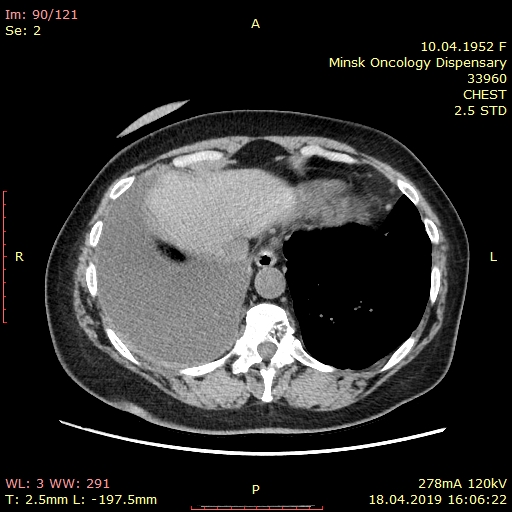 Im: 90/121
Se: 2
A
10.04.1952 F
Minsk Oncology Dispensary
33960
CHEST
2.5 STD
R
L
WL: 3 WW: 291
T: 2.5mm L: -197.5mm
P
278mA 120kV
18.04.2019 16:06:22